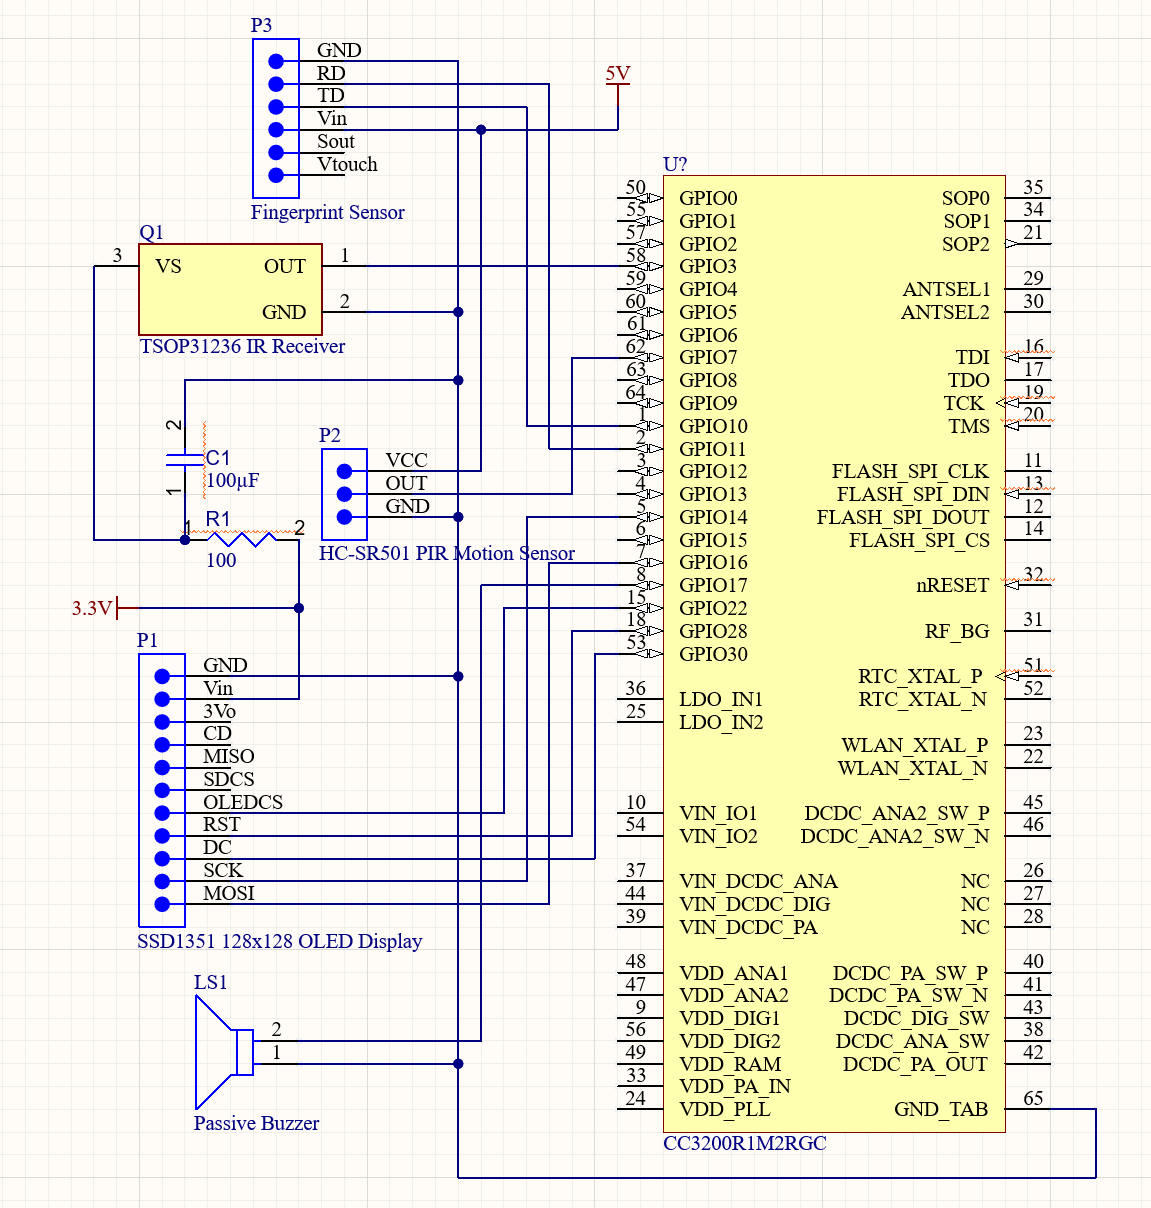 P3
GND
RD
TD
Vin
Sout
Vtouch
Fingerprint Sensor
5V
Q1
3 VS OUT 1
GND 2
TSOP31236 IR Receiver
2
C1
100µF
1
1 R1 2
100
P2
VCC
OUT
GND
HC-SR501 PIR Motion Sensor
3.3V
P1
GND
Vin
3Vo
CD
MISO
SDCS
OLEDCS
RST
DC
SCK
MOSI
SSD1351 128x128 OLED Display
LS1
2
1
Passive Buzzer
U?
50 GPIO0 SOP0 35
55 GPIO1 SOP1 34
57 GPIO2 SOP2 21
58 GPIO3
59 GPIO4 ANTSEL1 29
60 GPIO5 ANTSEL2 30
61 GPIO6
62 GPIO7 TDI 16
63 GPIO8 TDO 17
64 GPIO9 TCK 19
1 GPIO10 TMS 20
2 GPIO11
3 GPIO12 FLASH_SPI_CLK 11
4 GPIO13 FLASH_SPI_DIN 13
5 GPIO14 FLASH_SPI_DOUT 12
6 GPIO15 FLASH_SPI_CS 14
7 GPIO16
8 GPIO17 nRESET 32
15 GPIO22
18 GPIO28 RF_BG 31
53 GPIO30
RTC_XTAL_P 51
36 LDO_IN1 RTC_XTAL_N 52
25 LDO_IN2
WLAN_XTAL_P 23
WLAN_XTAL_N 22
10 VIN_IO1 DCDC_ANA2_SW_P 45
54 VIN_IO2 DCDC_ANA2_SW_N 46
37 VIN_DCDC_ANA NC 26
44 VIN_DCDC_DIG NC 27
39 VIN_DCDC_PA NC 28
48 VDD_ANA1 DCDC_PA_SW_P 40
47 VDD_ANA2 DCDC_PA_SW_N 41
9 VDD_DIG1 DCDC_DIG_SW 43
56 VDD_DIG2 DCDC_ANA_SW 38
49 VDD_RAM DCDC_PA_OUT 42
33 VDD_PA_IN
24 VDD_PLL GND_TAB 65
CC3200R1M2RGC